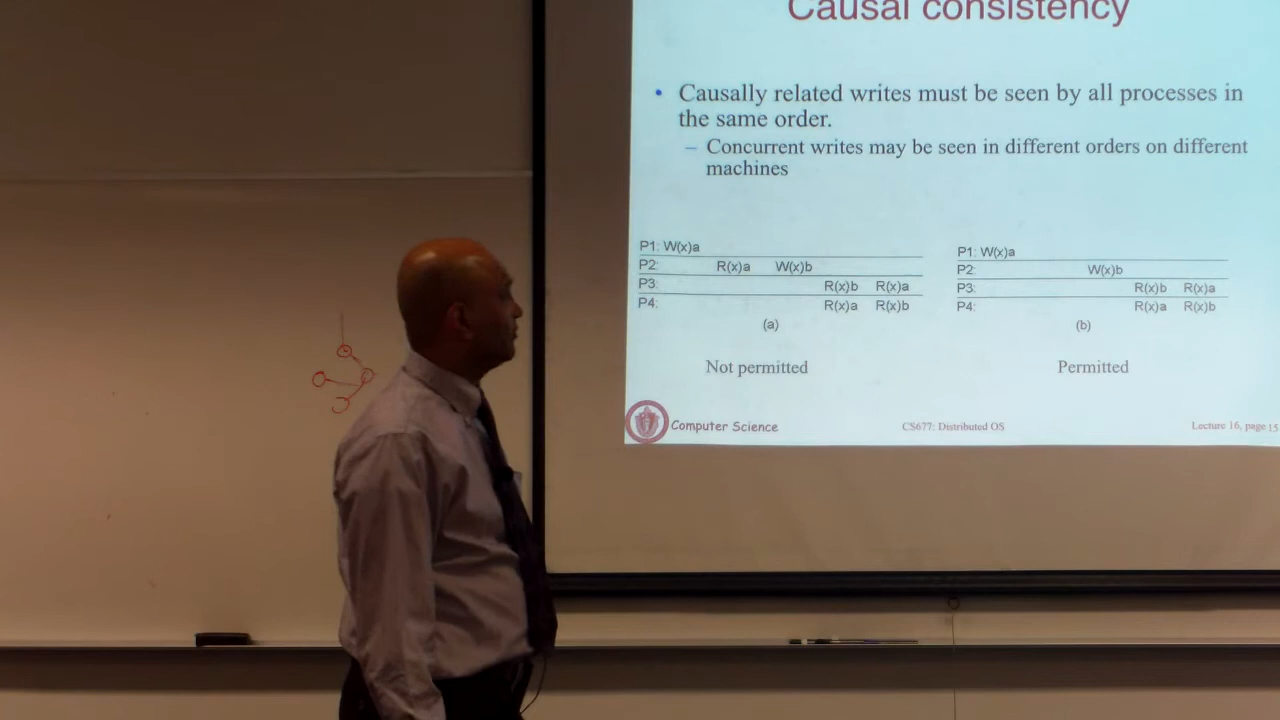 Causal consistency
• Causally related writes must be seen by all processes in
the same order.
– Concurrent writes may be seen in different orders on different
machines
P1: W(x)a
P2: R(x)a W(x)b
P3: R(x)b R(x)a
P4: R(x)a R(x)b
(a)
Not permitted
P1: W(x)a
P2: W(x)b
P3: R(x)b R(x)a
P4: R(x)a R(x)b
(b)
Permitted
Computer Science
CS677: Distributed OS
Lecture 16, page 15